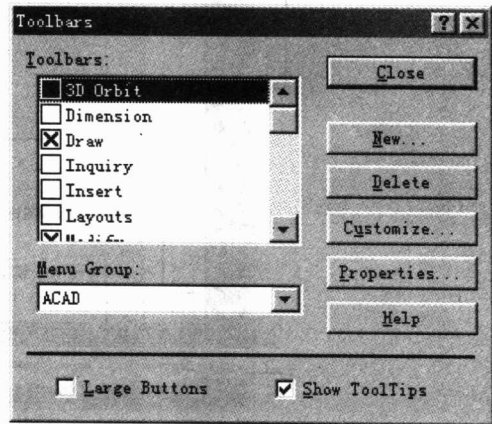 Toolbars
Toolbars:
3D Orbit
Dimension
Draw
Inquiry
Insert
Layouts
Modify
Menu Group:
ACAD
Close
New...
Delete
Customize...
Properties...
Help
Large Buttons
Show ToolTips